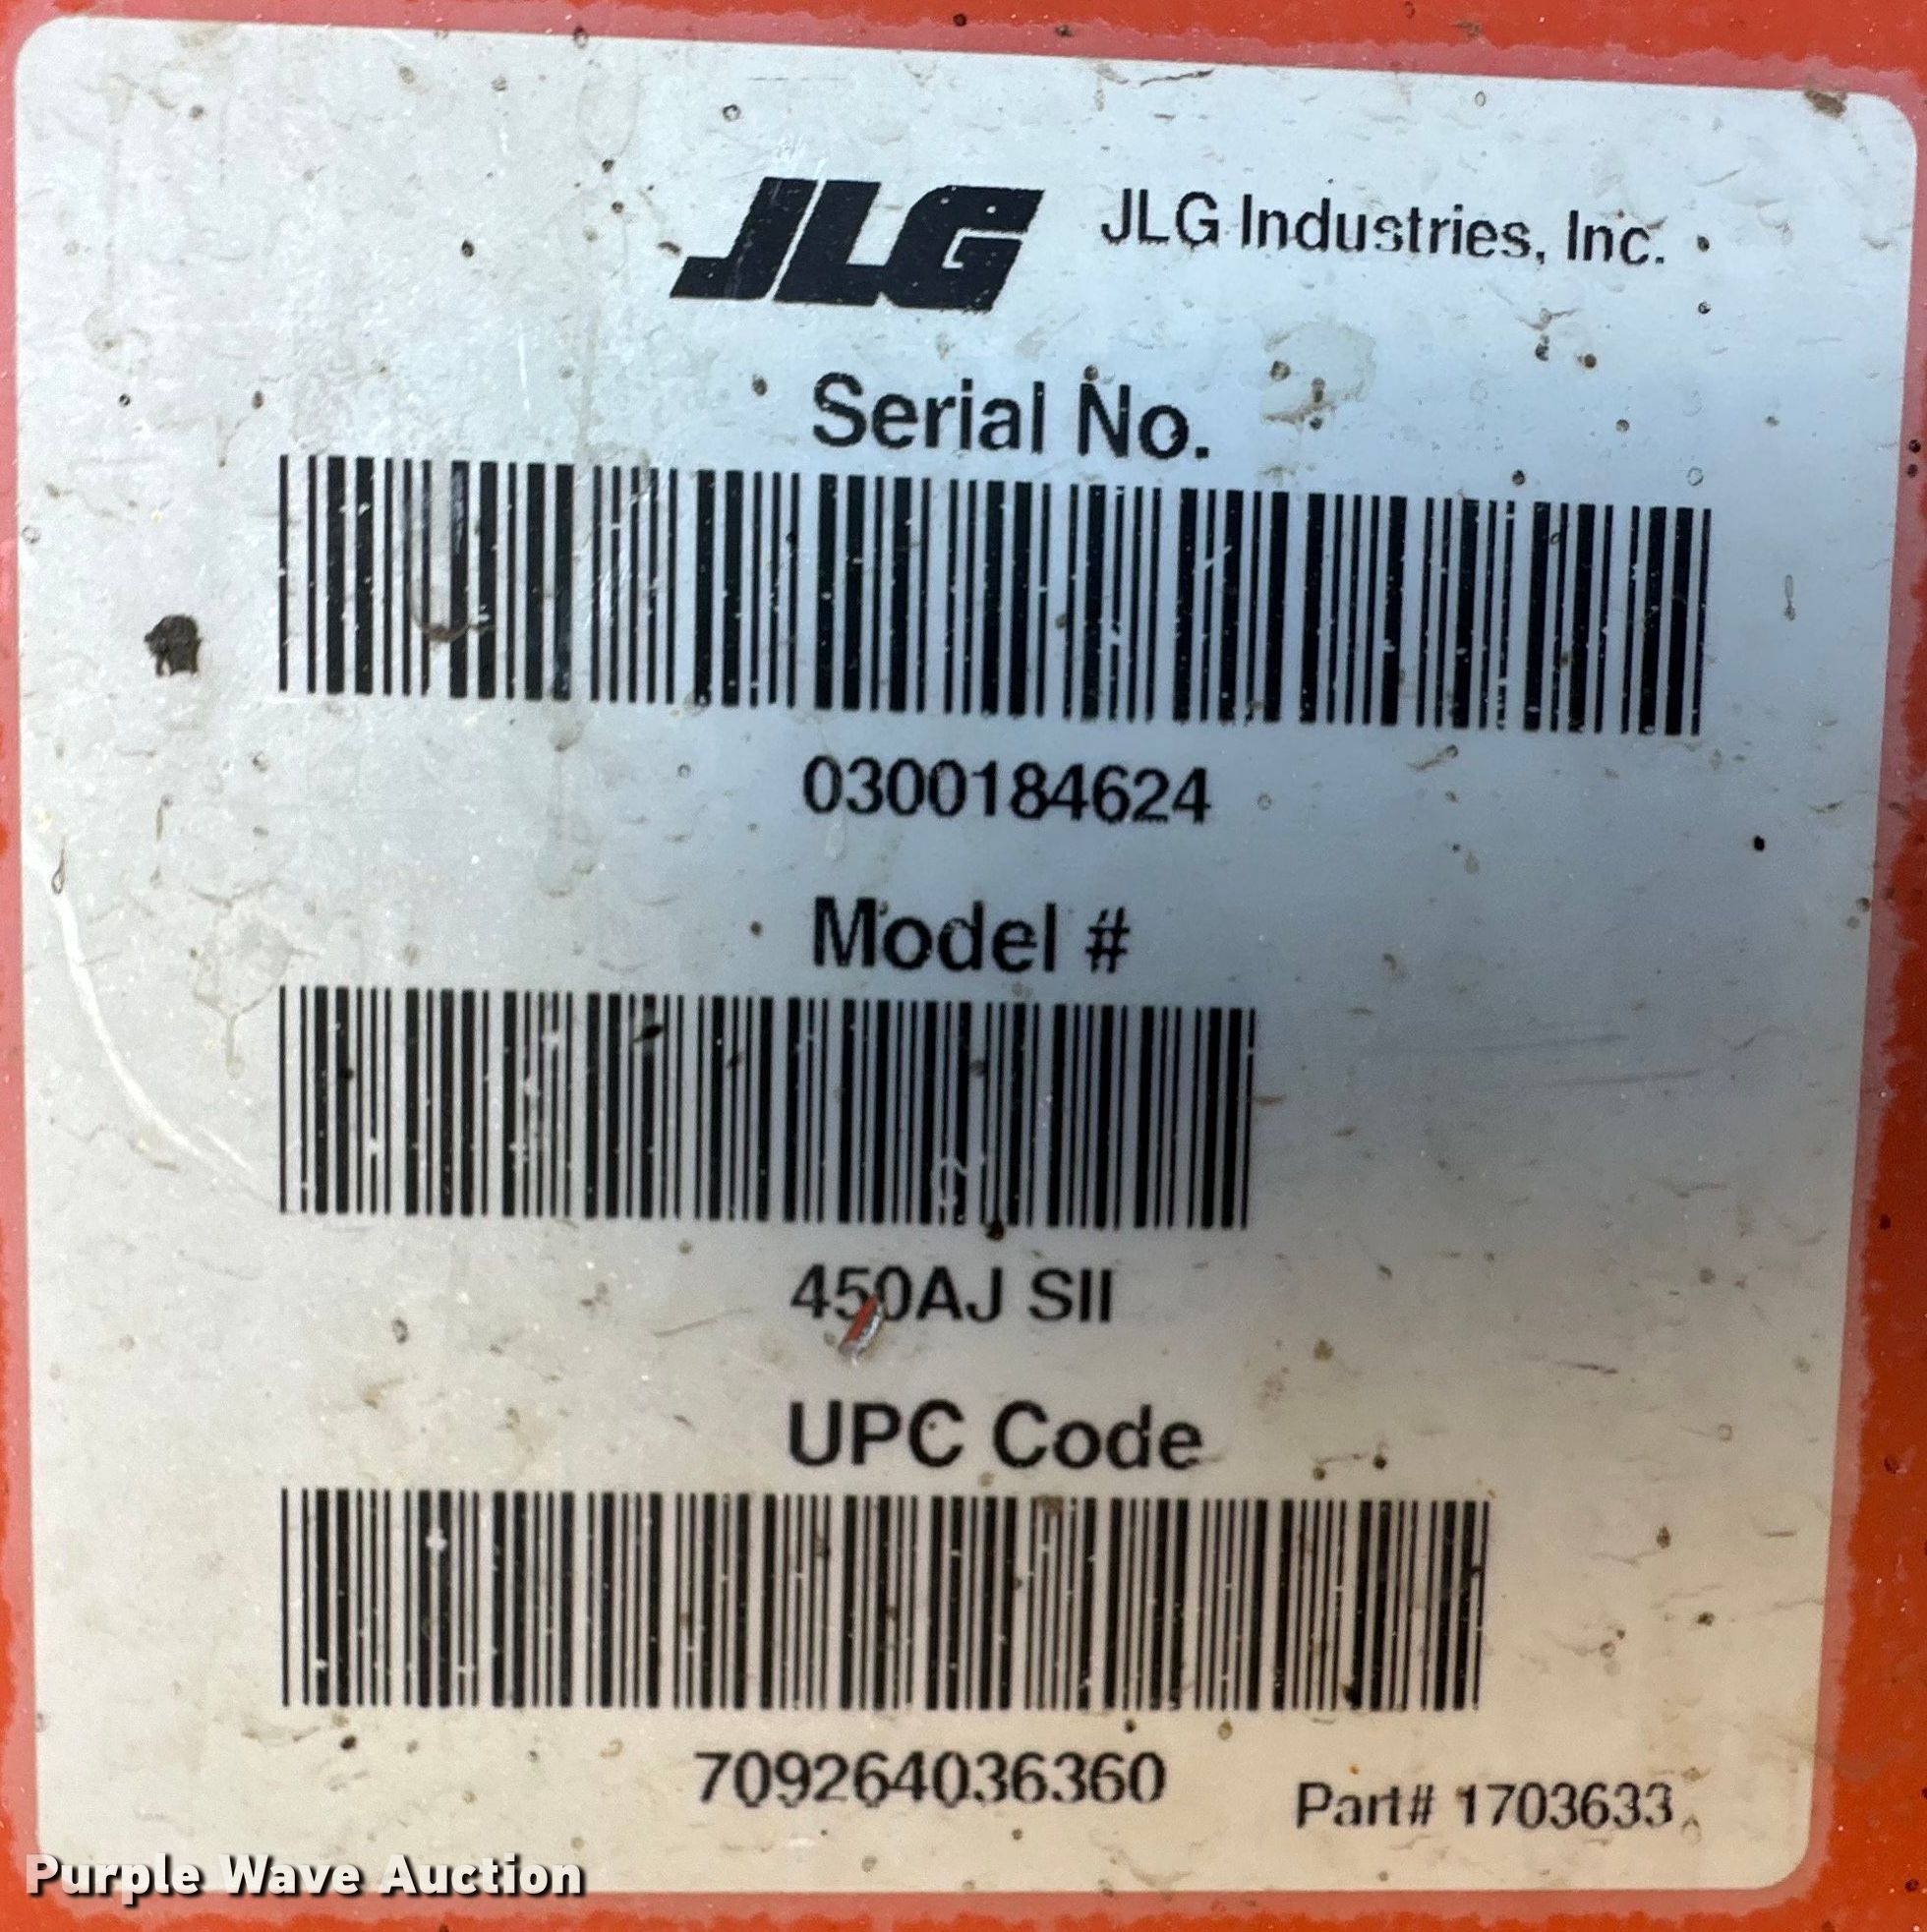 JLG JLG Industries, Inc.
Serial No.
0300184624
Model #
450AJ SII
UPC Code
709264036360
Part# 1703633
Purple Wave Auction